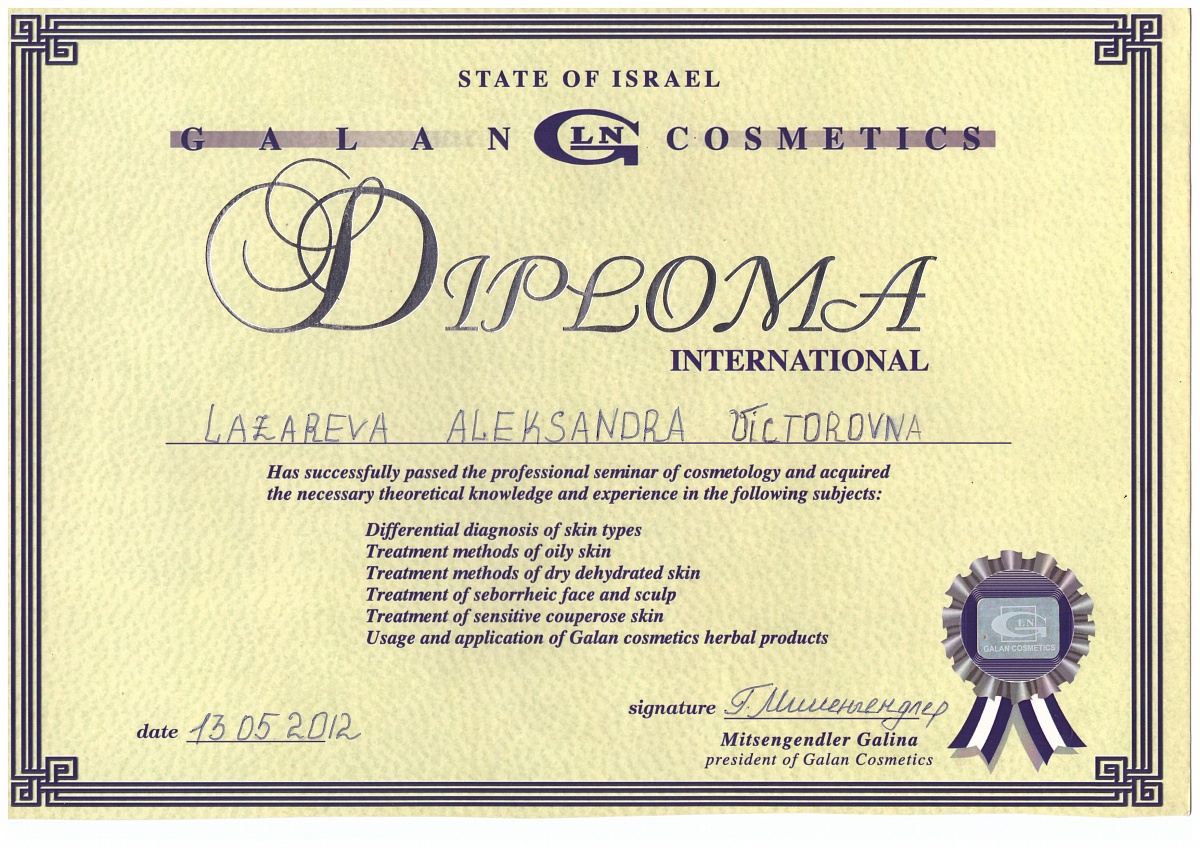 STATE OF ISRAEL
GALAN GLN COSMETICS
DIPLOMA
INTERNATIONAL
LAZAREVA ALEKSANDRA VICTOROVNA
Has successfully passed the professional seminar of cosmetology and acquired
the necessary theoretical knowledge and experience in the following subjects:
Differential diagnosis of skin types
Treatment methods of oily skin
Treatment methods of dry dehydrated skin
Treatment of seborrheic face and sculp
Treatment of sensitive couperose skin
Usage and application of Galan cosmetics herbal products
GLN
GALAN COSMETICS
date 13 05 2012
signature Г. Миценгендлер
Mitsengendler Galina
president of Galan Cosmetics